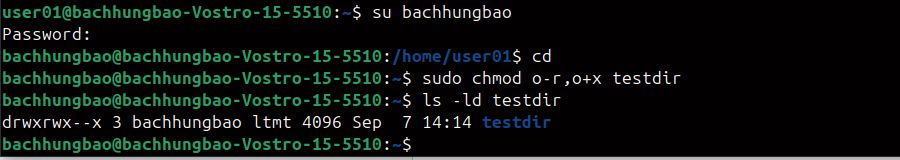 user01@bachhungbao-Vostro-15-5510:~$ su bachhungbao
Password:
bachhungbao@bachhungbao-Vostro-15-5510:/home/user01$ cd
bachhungbao@bachhungbao-Vostro-15-5510:~$ sudo chmod o-r,o+x testdir
bachhungbao@bachhungbao-Vostro-15-5510:~$ ls -ld testdir
drwxrwx--x 3 bachhungbao ltmt 4096 Sep  7 14:14 testdir
bachhungbao@bachhungbao-Vostro-15-5510:~$